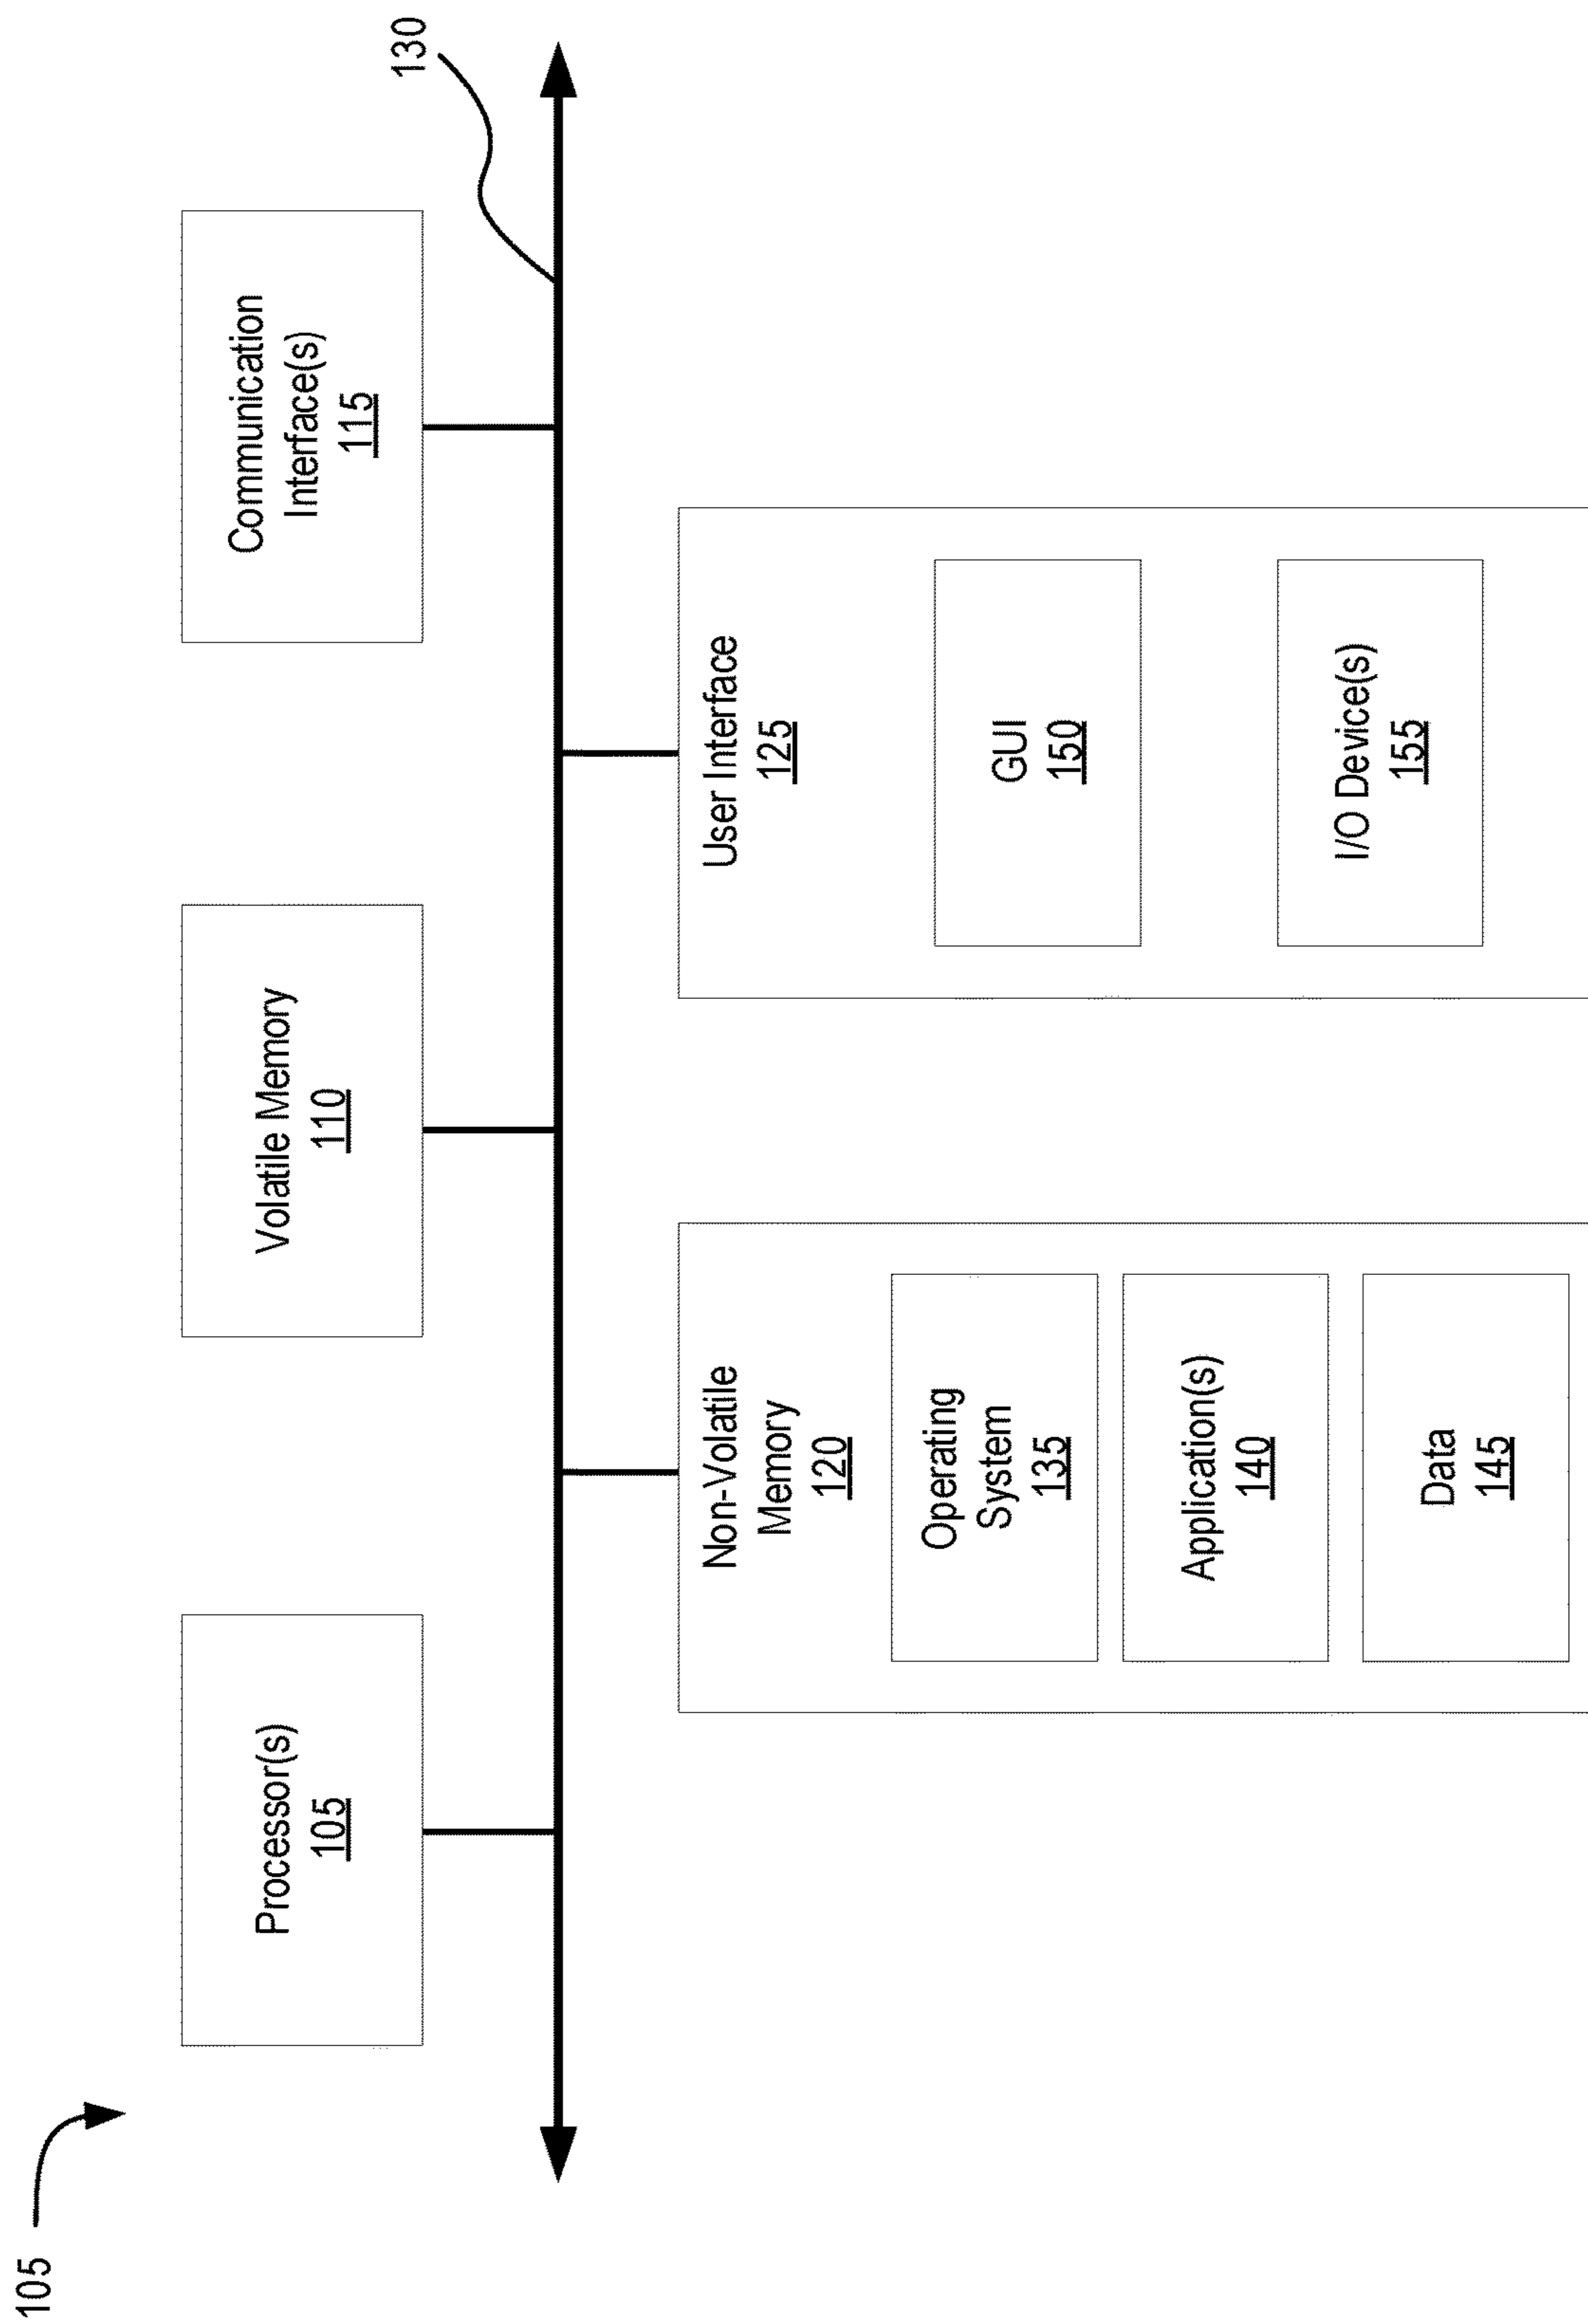 105
Processor(s)
105
Volatile Memory
110
Communication
Interface(s)
115
130
Non-Volatile
Memory
120
Operating
System
135
Application(s)
140
Data
145
User Interface
125
GUI
150
I/O Device(s)
155